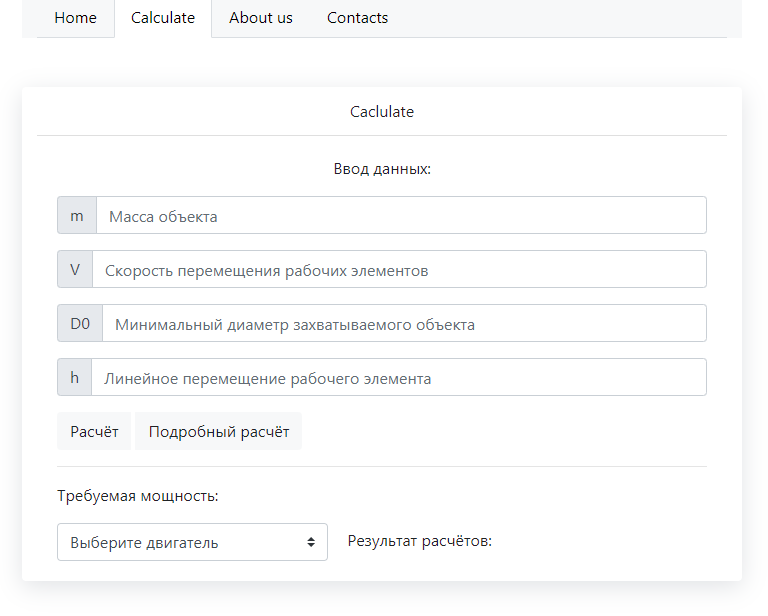 Home Calculate About us Contacts
Caclulate
Ввод данных:
m Масса объекта
V Скорость перемещения рабочих элементов
D0 Минимальный диаметр захватываемого объекта
h Линейное перемещение рабочего элемента
Расчёт Подробный расчёт
Требуемая мощность:
Выберите двигатель Результат расчётов: